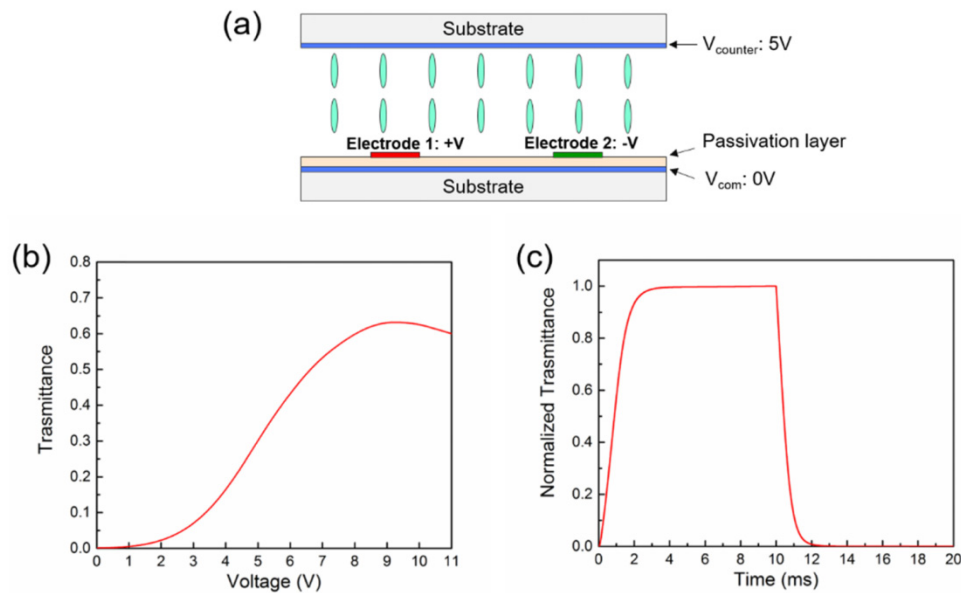 (a)
Substrate
V_counter: 5V
Electrode 1: +V
Electrode 2: -V
Passivation layer
V_com: 0V
Substrate
(b)
0.8
0.7
0.6
0.5
0.4
0.3
0.2
0.1
0.0
Trasmittance
0 1 2 3 4 5 6 7 8 9 10 11
Voltage (V)
(c)
1.0
0.8
0.6
0.4
0.2
0.0
Normalized Trasmittance
0 2 4 6 8 10 12 14 16 18 20
Time (ms)